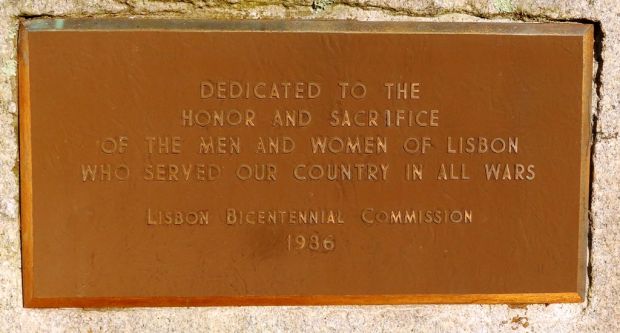 DEDICATED TO THE
HONOR AND SACRIFICE
OF THE MEN AND WOMEN OF LISBON
WHO SERVED OUR COUNTRY IN ALL WARS
LISBON BICENTENNIAL COMMISSION
1986